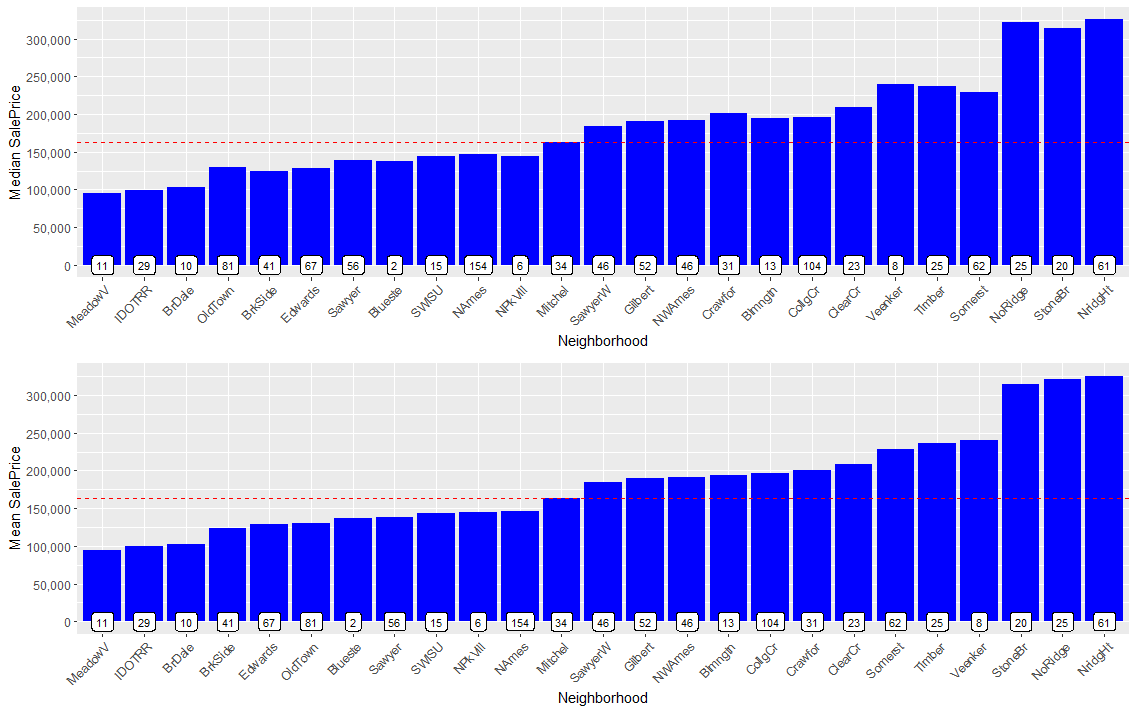 Median SalePrice
300,000
250,000
200,000
150,000
100,000
50,000
0
11 29 10 81 41 67 56 2 15 154 6 34 46 52 46 31 13 104 23 8 25 62 25 20 61
MeadowV IDOTRR BrDale OldTown BrkSide Edwards Sawyer Blueste SWISU NAmes NPkVill Mitchel SawyerW Gilbert NWAmes Crawfor Blmngtn CollgCr ClearCr Veenker Timber Somerst NoRidge StoneBr NridgHt
Neighborhood
Mean SalePrice
300,000
250,000
200,000
150,000
100,000
50,000
0
11 29 10 41 67 81 2 56 15 6 154 34 46 52 46 13 104 31 23 62 25 8 20 25 61
MeadowV IDOTRR BrDale BrkSide Edwards OldTown Blueste Sawyer SWISU NPkVill NAmes Mitchel SawyerW Gilbert NWAmes Blmngtn CollgCr Crawfor ClearCr Somerst Timber Veenker StoneBr NoRidge NridgHt
Neighborhood